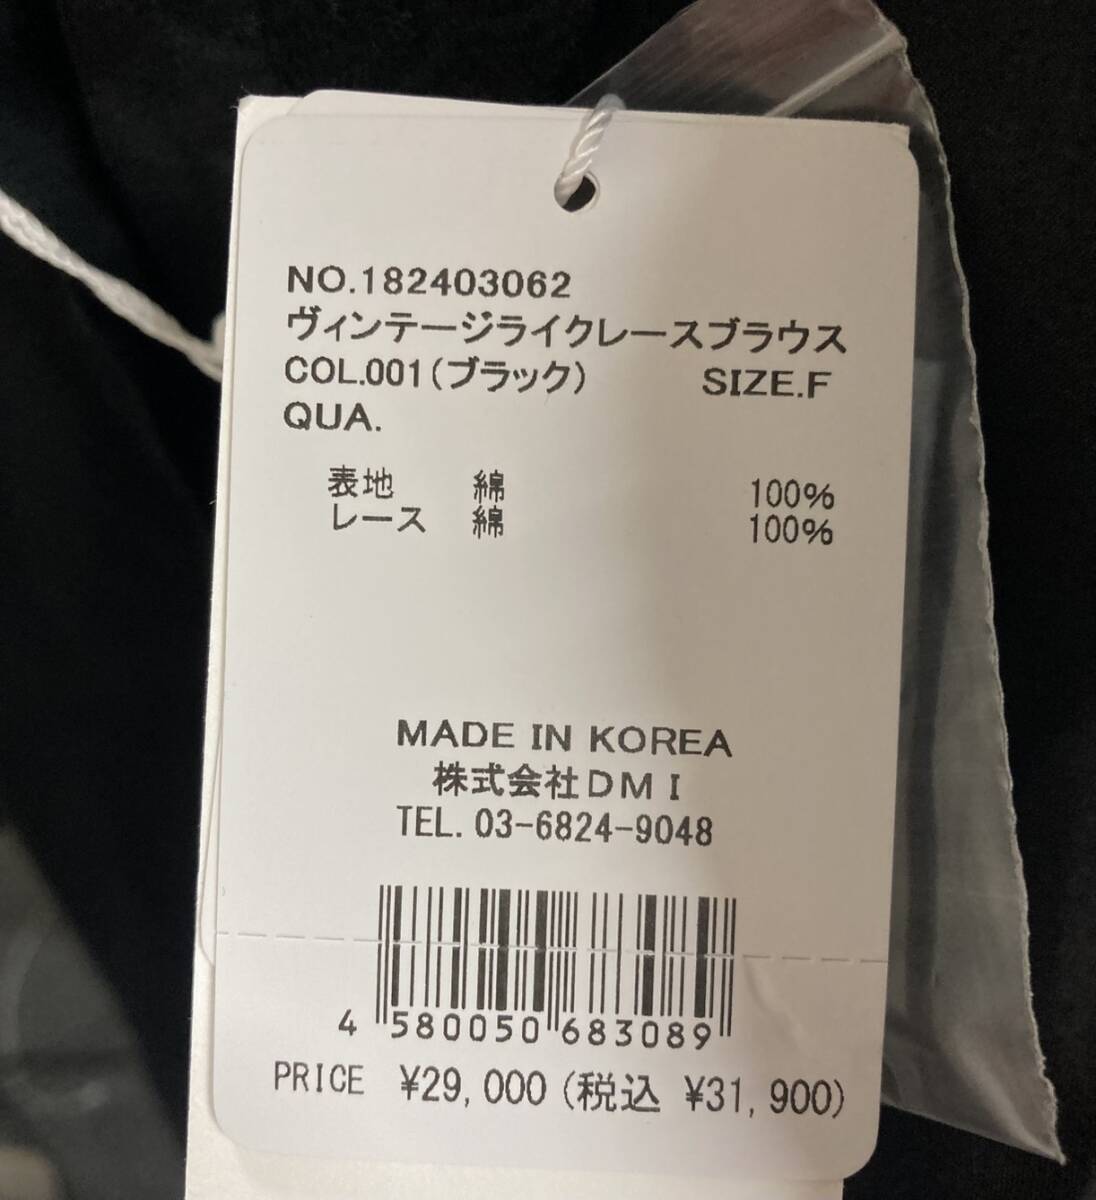 NO.182403062
ヴィンテージライクレースブラウス
COL.001(ブラック) SIZE.F
QUA.
表地 綿 100%
レース 綿 100%
MADE IN KOREA
株式会社DMI
TEL. 03-6824-9048
4 580050 683089
PRICE ¥29,000 (税込 ¥31,900)